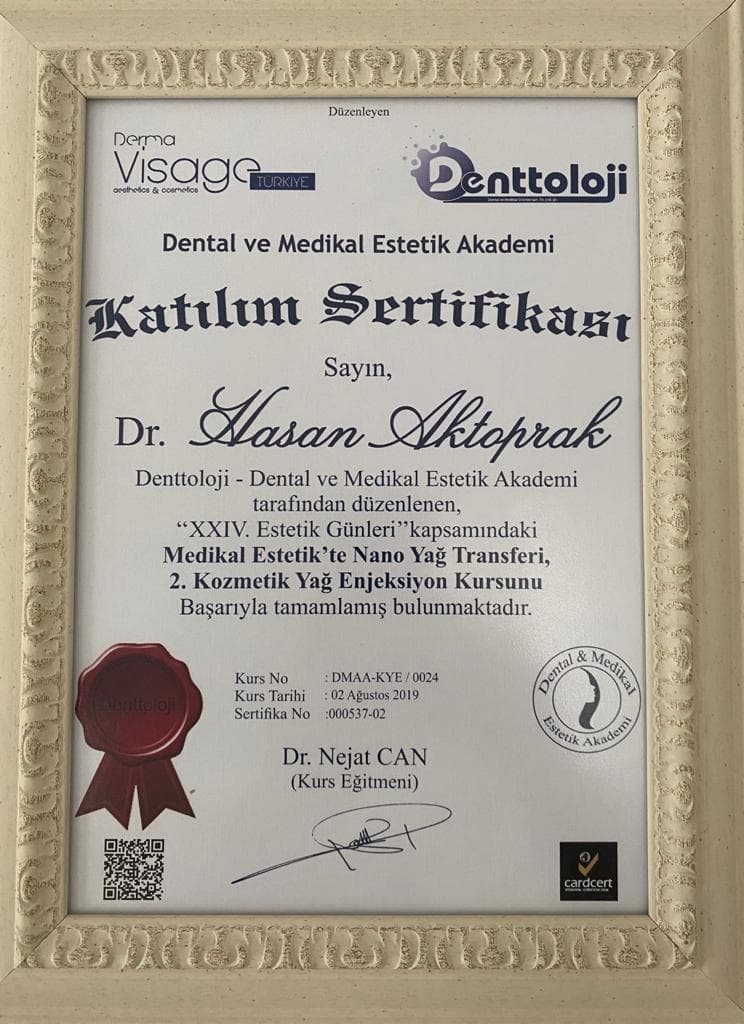 Düzenleyen
Derma
Visage TÜRKİYE
aesthetics & cosmetics
Denttoloji
Dental ve Medikal Estetik Akademi
Katılım Sertifikası
Sayın,
Dr. Hasan Aktoprak
Denttoloji - Dental ve Medikal Estetik Akademi
tarafından düzenlenen,
“XXIV. Estetik Günleri”kapsamındaki
Medikal Estetik’te Nano Yağ Transferi,
2. Kozmetik Yağ Enjeksiyon Kursunu
Başarıyla tamamlamış bulunmaktadır.
Kurs No : DMAA-KYE / 0024
Kurs Tarihi : 02 Ağustos 2019
Sertifika No :000537-02
Denttoloji
Dental & Medikal
Estetik Akademi
Dr. Nejat CAN
(Kurs Eğitmeni)
cardcert